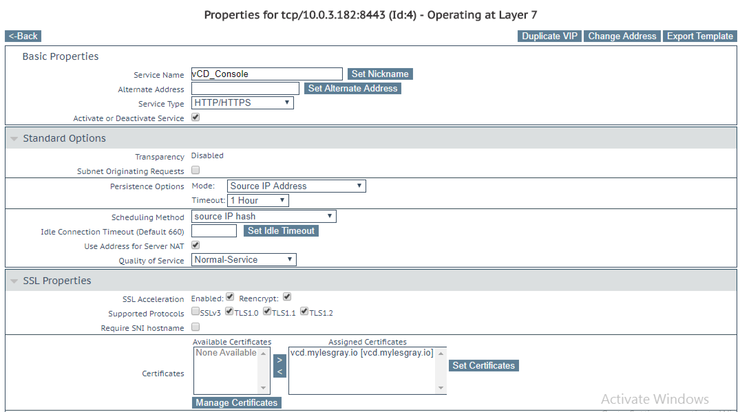 Properties for tcp/10.0.3.182:8443 (Id:4) - Operating at Layer 7
<-Back Duplicate VIP Change Address Export Template
Basic Properties
Service Name vCD_Console Set Nickname
Alternate Address Set Alternate Address
Service Type HTTP/HTTPS
Activate or Deactivate Service
Standard Options
Transparency Disabled
Subnet Originating Requests
Persistence Options Mode: Source IP Address
Timeout: 1 Hour
Scheduling Method source IP hash
Idle Connection Timeout (Default 660) Set Idle Timeout
Use Address for Server NAT
Quality of Service Normal-Service
SSL Properties
SSL Acceleration Enabled: Reencrypt:
Supported Protocols SSLv3 TLS1.0 TLS1.1 TLS1.2
Require SNI hostname
Available Certificates Assigned Certificates
None Available > vcd.mylesgray.io [vcd.mylesgray.io]
Certificates < Set Certificates
Manage Certificates
Activate Windows